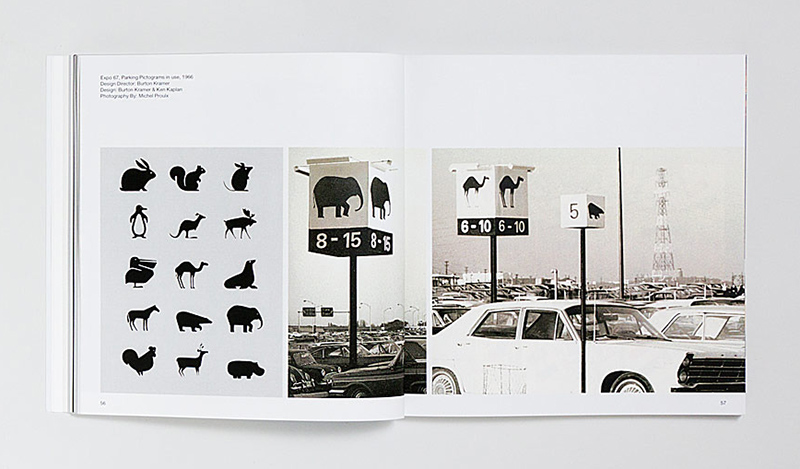 Expo 67, Parking Pictograms in use, 1966
Design Director: Burton Kramer
Design: Burton Kramer & Ken Kaplan
Photography By: Michel Proulx
8-15 8-15
6-10 6-10
5
56
57